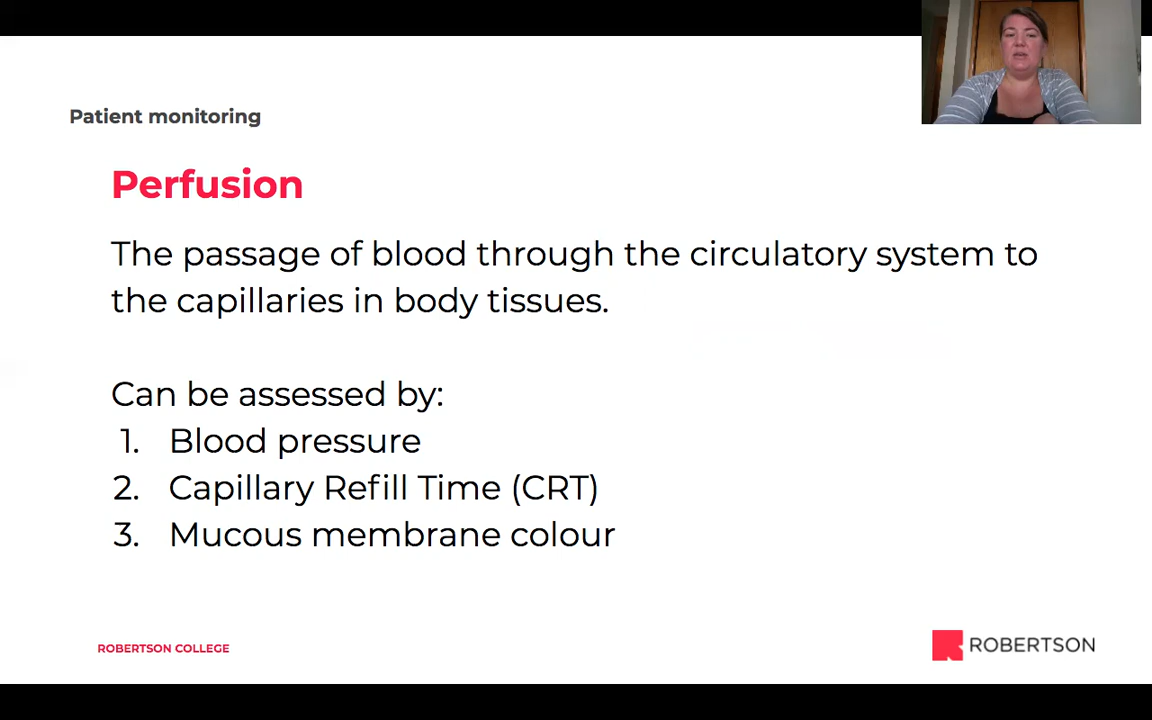 Patient monitoring
Perfusion
The passage of blood through the circulatory system to
the capillaries in body tissues.
Can be assessed by:
1. Blood pressure
2. Capillary Refill Time (CRT)
3. Mucous membrane colour
ROBERTSON COLLEGE
ROBERTSON